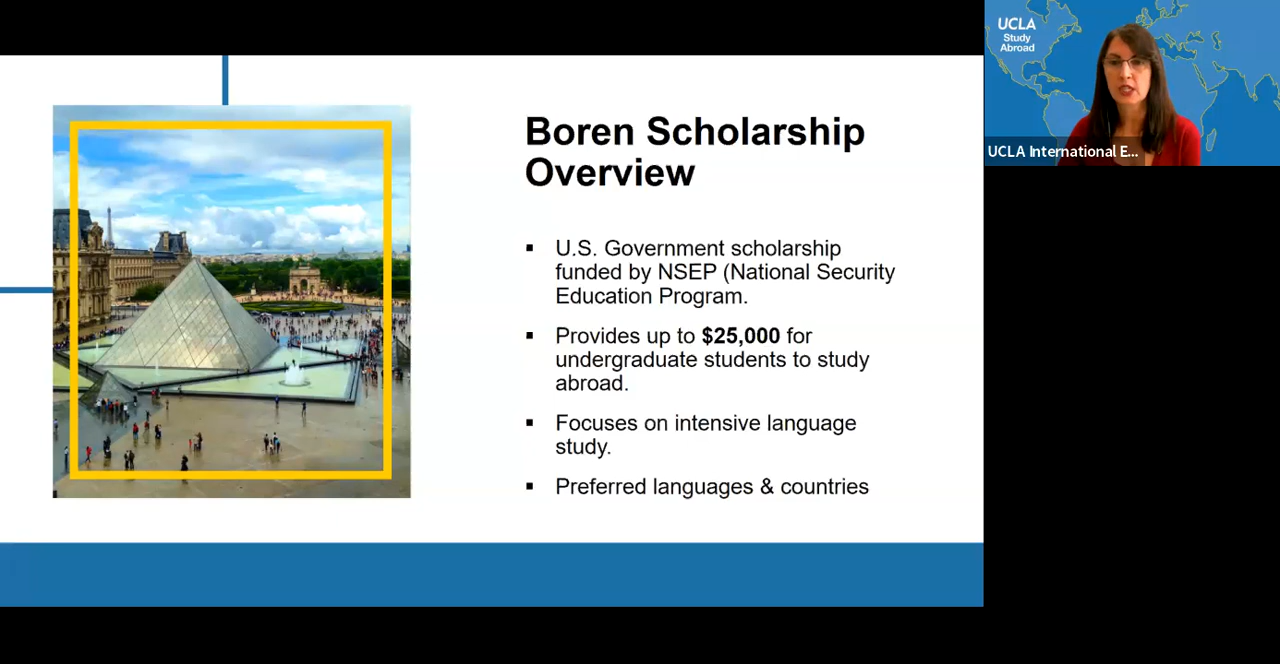 Boren Scholarship
Overview
▪ U.S. Government scholarship
funded by NSEP (National Security
Education Program.
▪ Provides up to $25,000 for
undergraduate students to study
abroad.
▪ Focuses on intensive language
study.
▪ Preferred languages & countries
UCLA
Study
Abroad
UCLA International E...